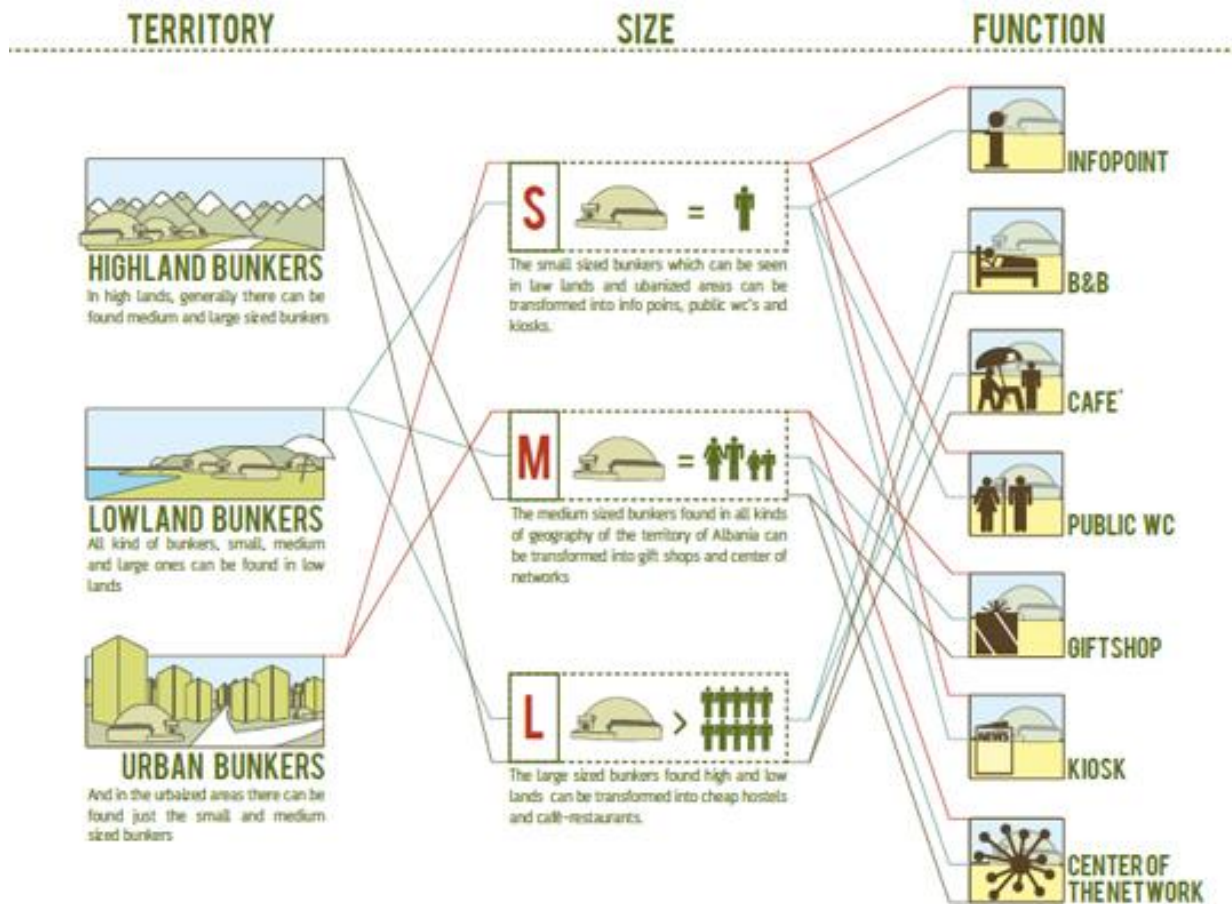 TERRITORY
SIZE
FUNCTION
HIGHLAND BUNKERS
In high lands, generally there can be
found medium and large sized bunkers
LOWLAND BUNKERS
All kind of bunkers, small, medium
and large ones can be found in low
lands
URBAN BUNKERS
And in the urbaized areas there can be
found just the small and medium
sized bunkers
S
=
The small sized bunkers which can be seen
in law lands and ubanized areas can be
transformed into info poins, public wc's and
kiosks.
M
=
The medium sized bunkers found in all kinds
of geography of the territory of Albania can
be transformed into gift shops and center of
networks
L
>
The large sized bunkers found high and low
lands can be transformed into cheap hostels
and café-restaurants.
INFOPOINT
B&B
CAFE'
PUBLIC WC
GIFTSHOP
NEWS
KIOSK
CENTER OF
THENETWORK